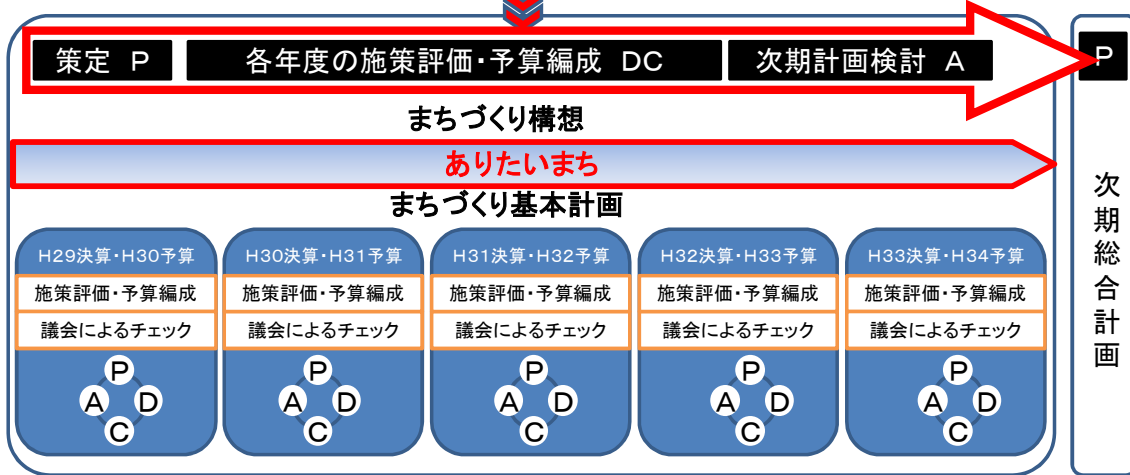 策定 P
各年度の施策評価・予算編成 DC
次期計画検討 A
P
まちづくり構想
ありたいまち
まちづくり基本計画
H29決算・H30予算
施策評価・予算編成
議会によるチェック
P
A D
C
H30決算・H31予算
施策評価・予算編成
議会によるチェック
P
A D
C
H31決算・H32予算
施策評価・予算編成
議会によるチェック
P
A D
C
H32決算・H33予算
施策評価・予算編成
議会によるチェック
P
A D
C
H33決算・H34予算
施策評価・予算編成
議会によるチェック
P
A D
C
次期総合計画